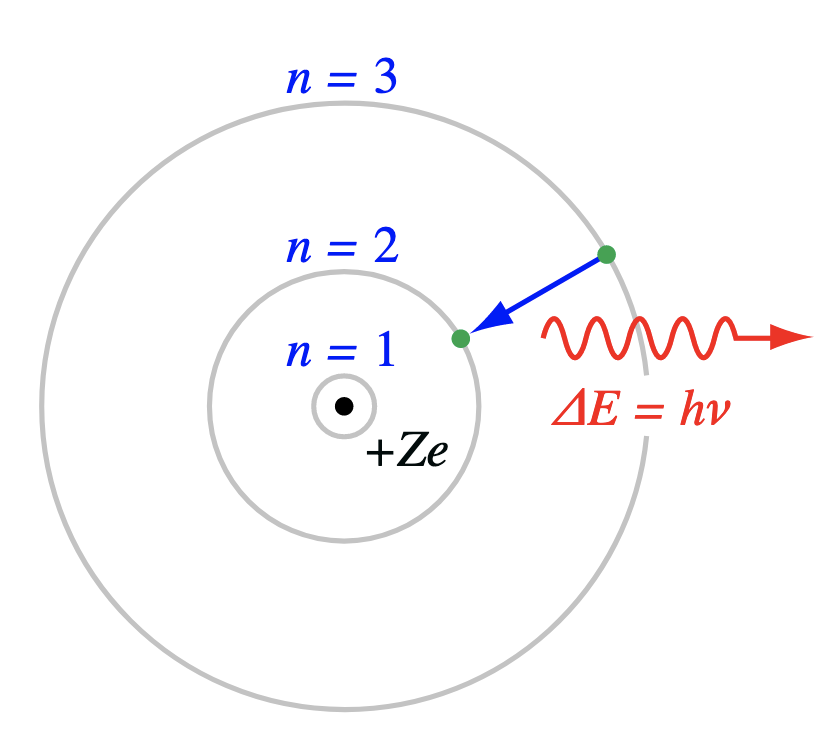 n = 3
n = 2
n = 1
+Ze
ΔE = hν